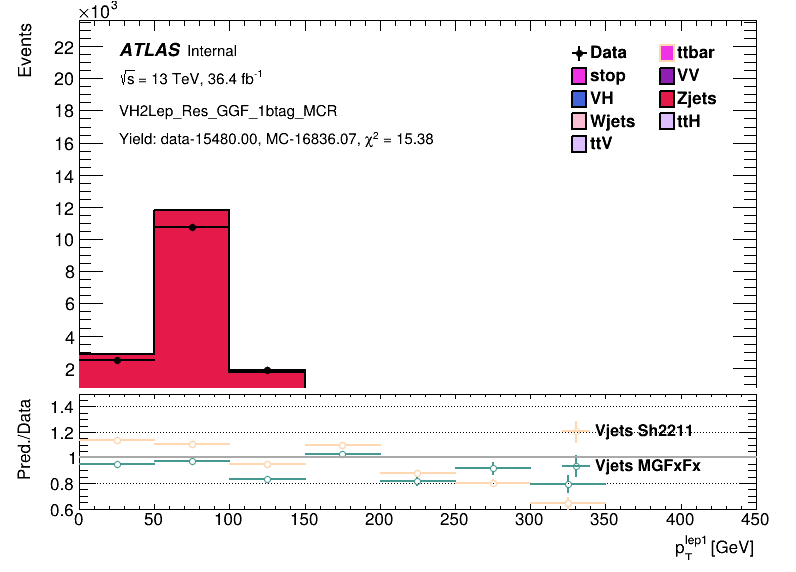 ×10³
Events
22
20
18
16
14
12
10
8
6
4
2
ATLAS Internal
√s = 13 TeV, 36.4 fb⁻¹
VH2Lep_Res_GGF_1btag_MCR
Yield: data-15480.00, MC-16836.07, χ² = 15.38
Data ttbar
stop VV
VH Zjets
Wjets ttH
ttV
Pred./Data
1.4
1.2
1
0.8
0.6
Vjets Sh2211
Vjets MGFxFx
0 50 100 150 200 250 300 350 400 450
p_T^lep1 [GeV]